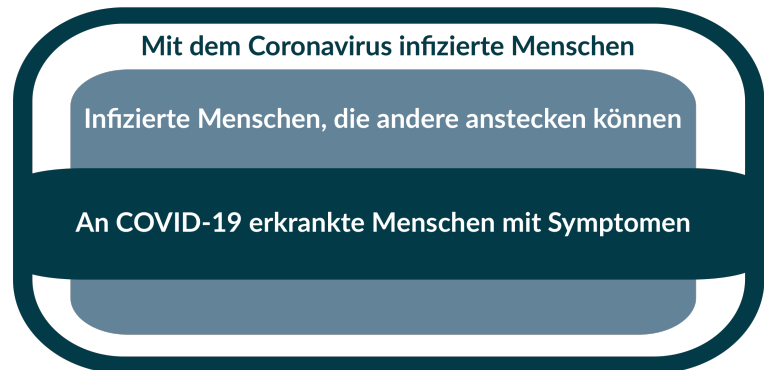 Mit dem Coronavirus infizierte Menschen
Infizierte Menschen, die andere anstecken können
An COVID-19 erkrankte Menschen mit Symptomen